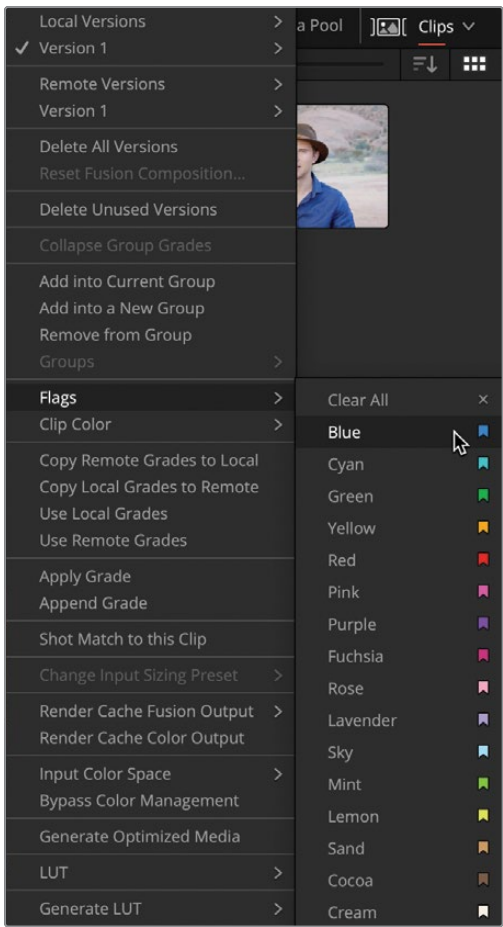 Local Versions
Version 1
Remote Versions
Version 1
Delete All Versions
Reset Fusion Composition...
Delete Unused Versions
Collapse Group Grades
Add into Current Group
Add into a New Group
Remove from Group
Groups
Flags
Clip Color
Copy Remote Grades to Local
Copy Local Grades to Remote
Use Local Grades
Use Remote Grades
Apply Grade
Append Grade
Shot Match to this Clip
Change Input Sizing Preset
Render Cache Fusion Output
Render Cache Color Output
Input Color Space
Bypass Color Management
Generate Optimized Media
LUT
Generate LUT
a Pool
Clips
Clear All
Blue
Cyan
Green
Yellow
Red
Pink
Purple
Fuchsia
Rose
Lavender
Sky
Mint
Lemon
Sand
Cocoa
Cream